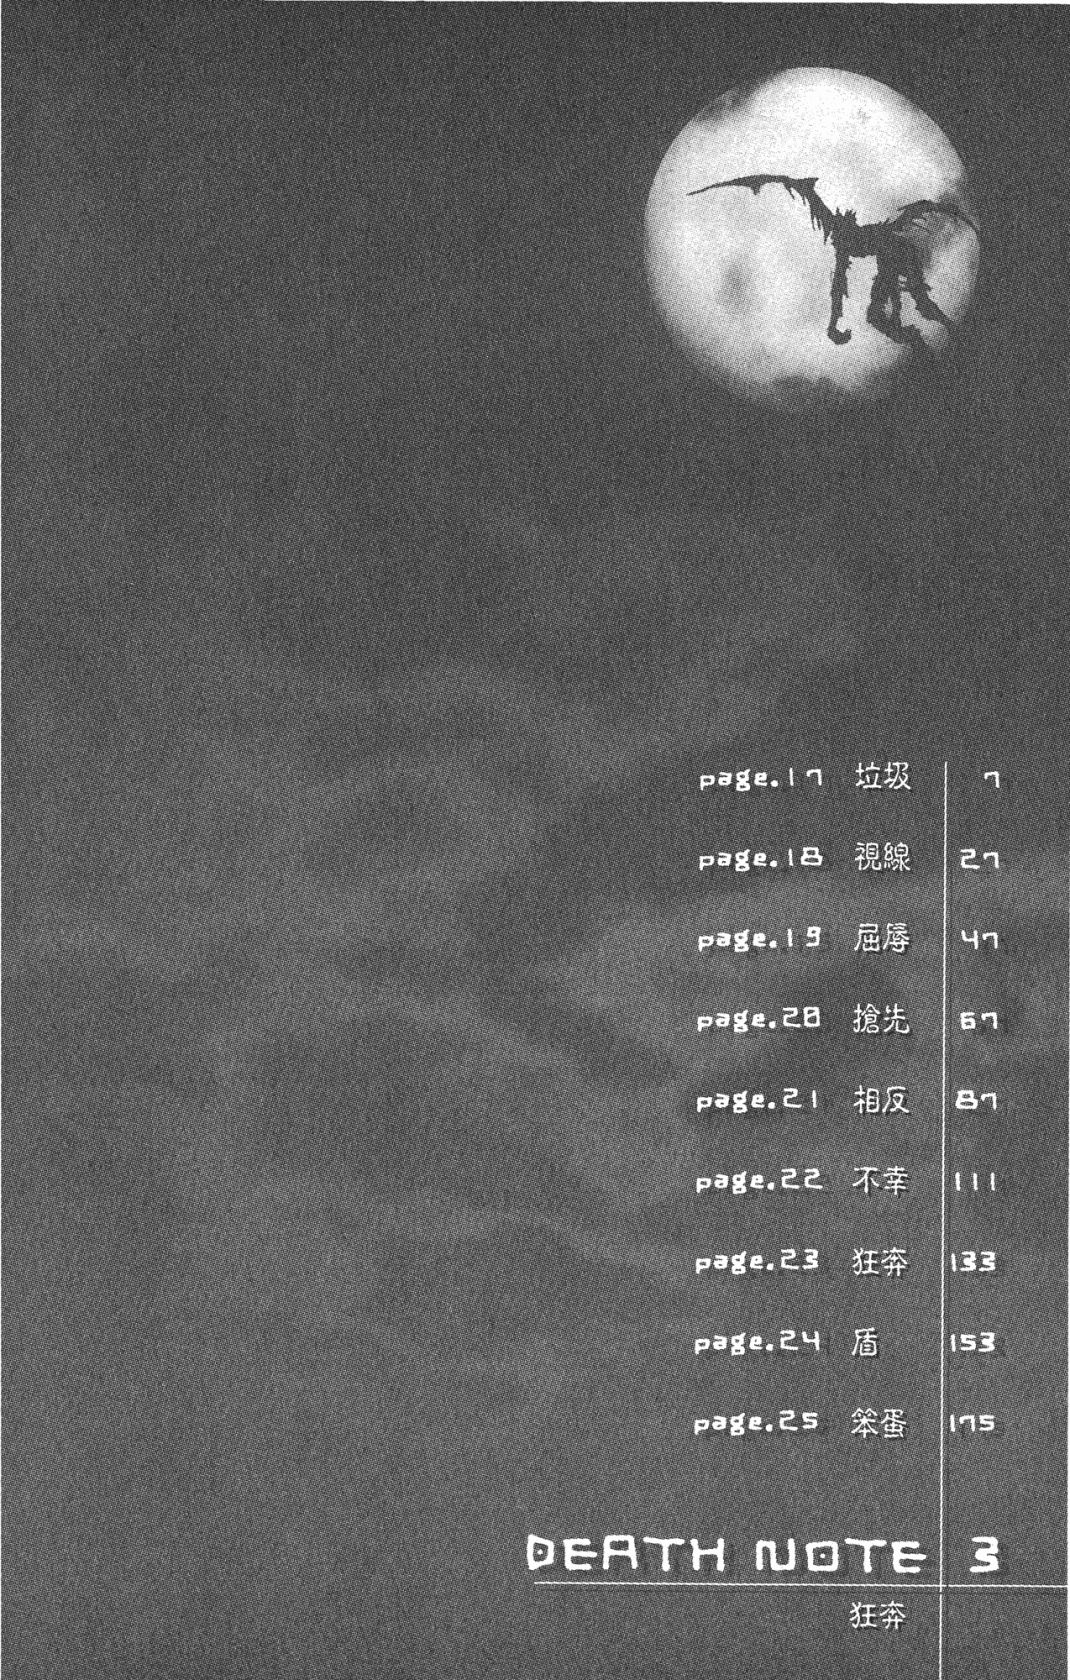 page.17 垃圾 7
page.18 視線 27
page.19 屈辱 47
page.20 搶先 67
page.21 相反 87
page.22 不幸 111
page.23 狂奔 133
page.24 盾 153
page.25 笨蛋 175
DEATH NOTE 3
狂奔